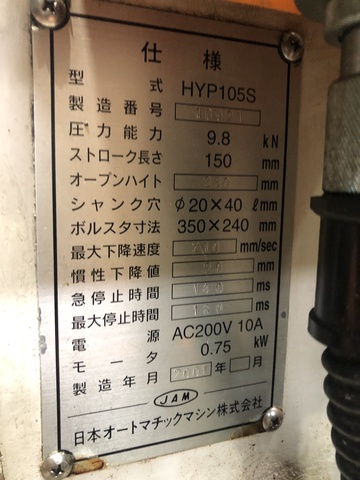 仕様
型式 HYP105S
製造番号
圧力能力 9.8 kN
ストローク長さ 150 mm
オープンハイト mm
シャンク穴 φ20×40 ℓmm
ボルスタ寸法 350×240 mm
最大下降速度 mm/sec
慣性下降値 mm
急停止時間 ms
最大停止時間 ms
電源 AC200V 10A
モータ 0.75 kW
製造年月 年 月
JAM
日本オートマチックマシン株式会社